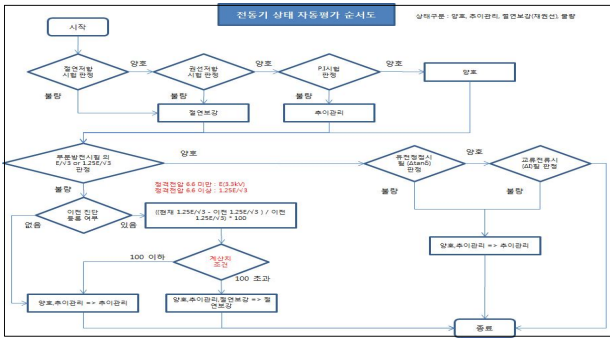 전동기 상태 자동평가 순서도
상태구분 : 양호, 추이관리, 절연보강(재권선), 불량
시작
절연저항
시험 판정
양호
권선저항
시험 판정
양호
P.I시험
판정
양호
양호
불량
불량
불량
절연보강
추이관리
부분방전시험 의
E/√3 or 1.25E/√3
판정
양호
유전정접시
험 (Δtanδ)
판정
양호
교류전류시
(ΔI)험 판정
불량
불량
불량
정격전압 6.6 미만 : E(3.3kV)
정격전압 6.6 이상 : 1.25E/√3
이전 진단
여부
없음
있음
((현재 1.25E/√3 - 이전 1.25E/√3 ) / 이전
1.25E/√3) * 100
계산치
조건
100 이하
100 초과
양호,추이관리 => 추이관리
양호,추이관리,절연보강 => 절
연보강
양호,추이관리 => 추이관리
종료